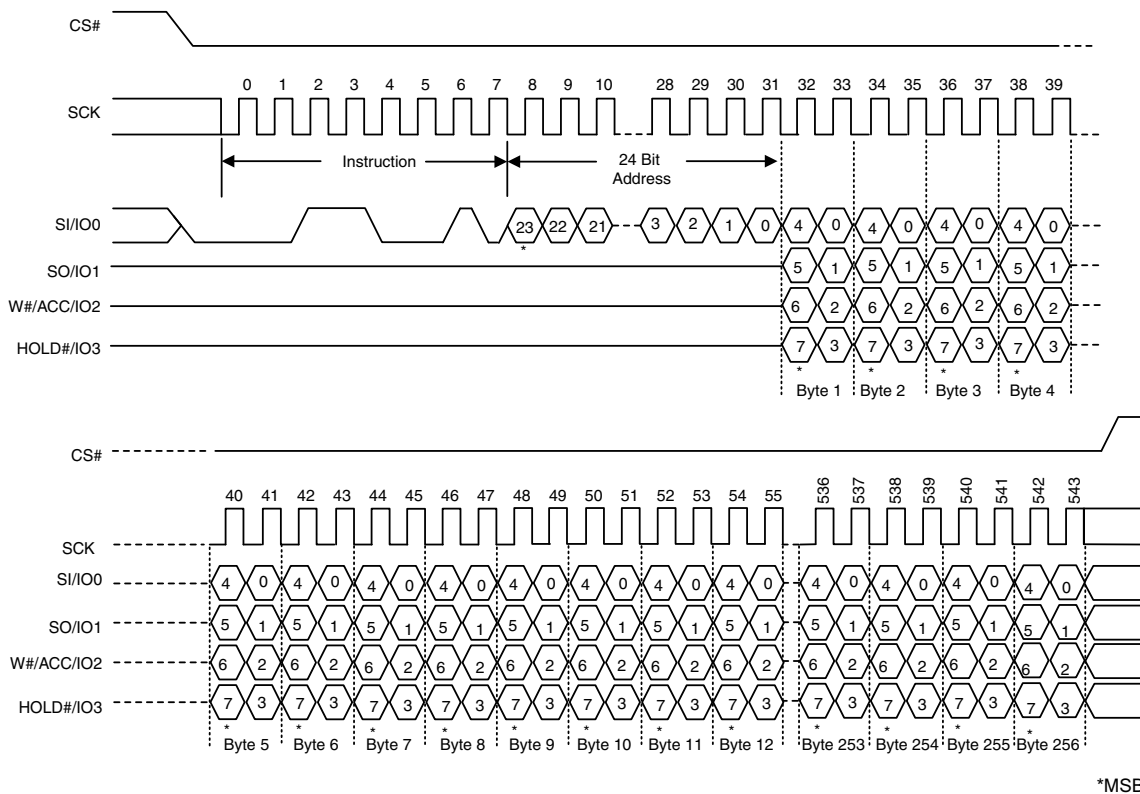 CS#
0 1 2 3 4 5 6 7 8 9 10 28 29 30 31 32 33 34 35 36 37 38 39
SCK
Instruction
24 Bit
Address
SI/IO0 23 22 21 3 2 1 0 4 0 4 0 4 0 4 0
*
SO/IO1 5 1 5 1 5 1 5 1
W#/ACC/IO2 6 2 6 2 6 2 6 2
HOLD#/IO3 7 3 7 3 7 3 7 3
* * * *
Byte 1 Byte 2 Byte 3 Byte 4
CS#
40 41 42 43 44 45 46 47 48 49 50 51 52 53 54 55 536 537 538 539 540 541 542 543
SCK
SI/IO0 4 0 4 0 4 0 4 0 4 0 4 0 4 0 4 0 4 0 4 0 4 0 4 0
SO/IO1 5 1 5 1 5 1 5 1 5 1 5 1 5 1 5 1 5 1 5 1 5 1 5 1
W#/ACC/IO2 6 2 6 2 6 2 6 2 6 2 6 2 6 2 6 2 6 2 6 2 6 2 6 2
HOLD#/IO3 7 3 7 3 7 3 7 3 7 3 7 3 7 3 7 3 7 3 7 3 7 3 7 3
* * * * * * * * * * * *
Byte 5 Byte 6 Byte 7 Byte 8 Byte 9 Byte 10 Byte 11 Byte 12 Byte 253 Byte 254 Byte 255 Byte 256
*MSB